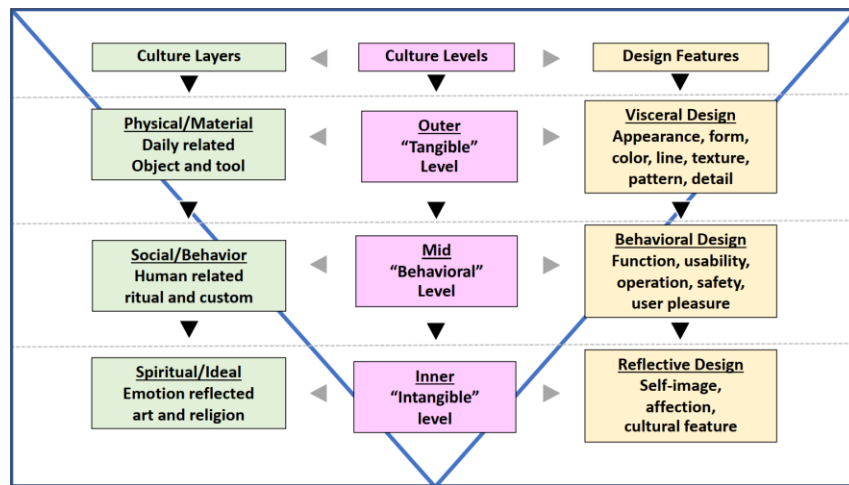 Culture Layers
Culture Levels
Design Features
Physical/Material
Daily related
Object and tool
Outer
“Tangible”
Level
Visceral Design
Appearance, form,
color, line, texture,
pattern, detail
Social/Behavior
Human related
ritual and custom
Mid
“Behavioral”
Level
Behavioral Design
Function, usability,
operation, safety,
user pleasure
Spiritual/Ideal
Emotion reflected
art and religion
Inner
“Intangible”
level
Reflective Design
Self-image,
affection,
cultural feature